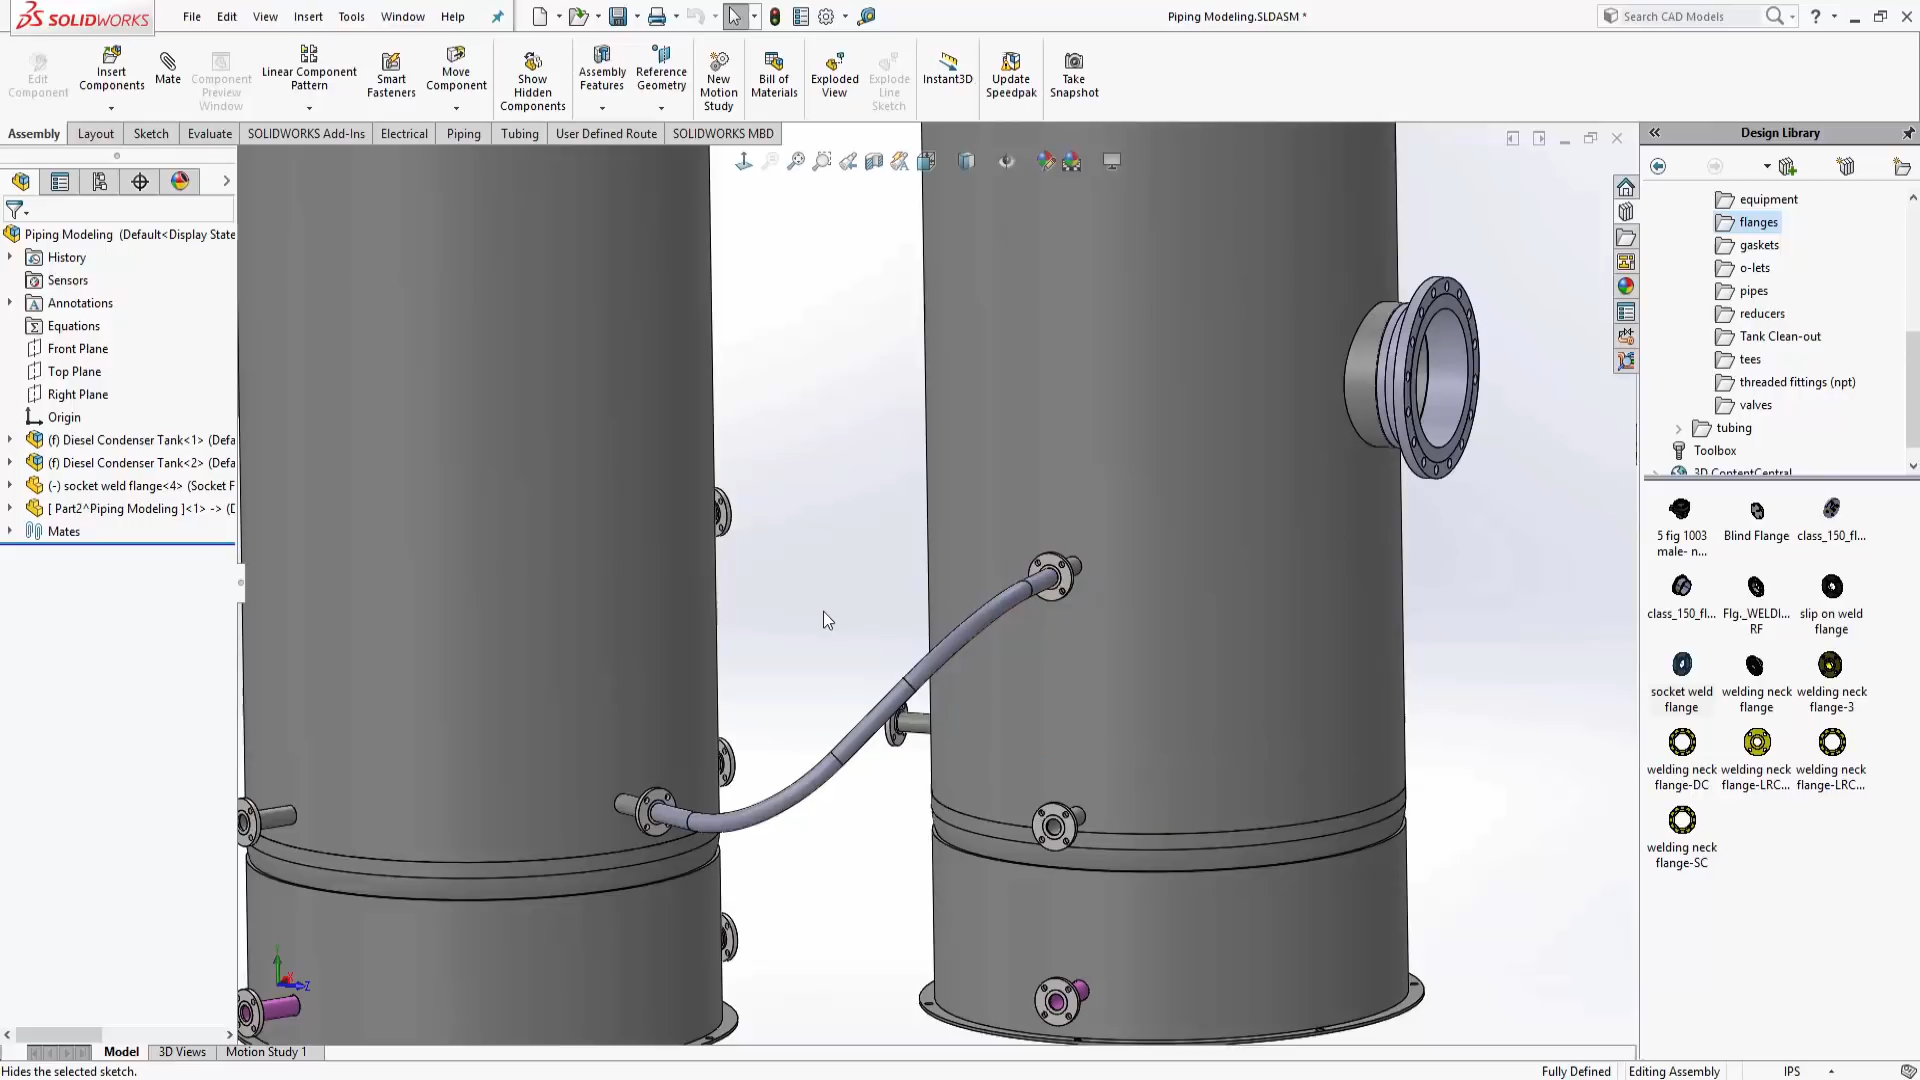 SOLIDWORKS
File Edit View Insert Tools Window Help
Piping Modeling.SLDASM *
Search CAD Models
Edit Component
Insert Components
Mate
Component Preview Window
Linear Component Pattern
Smart Fasteners
Move Component
Show Hidden Components
Assembly Features
Reference Geometry
New Motion Study
Bill of Materials
Exploded View
Explode Line Sketch
Instant3D
Update Speedpak
Take Snapshot
Assembly Layout Sketch Evaluate SOLIDWORKS Add-Ins Electrical Piping Tubing User Defined Route SOLIDWORKS MBD
Design Library
Piping Modeling (Default<Display State
History
Sensors
Annotations
Equations
Front Plane
Top Plane
Right Plane
Origin
(f) Diesel Condenser Tank<1> (Defa
(f) Diesel Condenser Tank<2> (Defa
(-) socket weld flange<4> (Socket F
[ Part2^Piping Modeling ]<1> -> (D
Mates
equipment
flanges
gaskets
o-lets
pipes
reducers
Tank Clean-out
tees
threaded fittings (npt)
valves
tubing
Toolbox
3D ContentCentral
5 fig 1003 male- n...
Blind Flange
class_150_fl...
class_150_fl...
Flg._WELDI... RF
slip on weld flange
socket weld flange
welding neck flange
welding neck flange-3
welding neck flange-DC
welding neck flange-LRC...
welding neck flange-LRC...
welding neck flange-SC
Z
Model 3D Views Motion Study 1
Hides the selected sketch.
Fully Defined Editing Assembly IPS